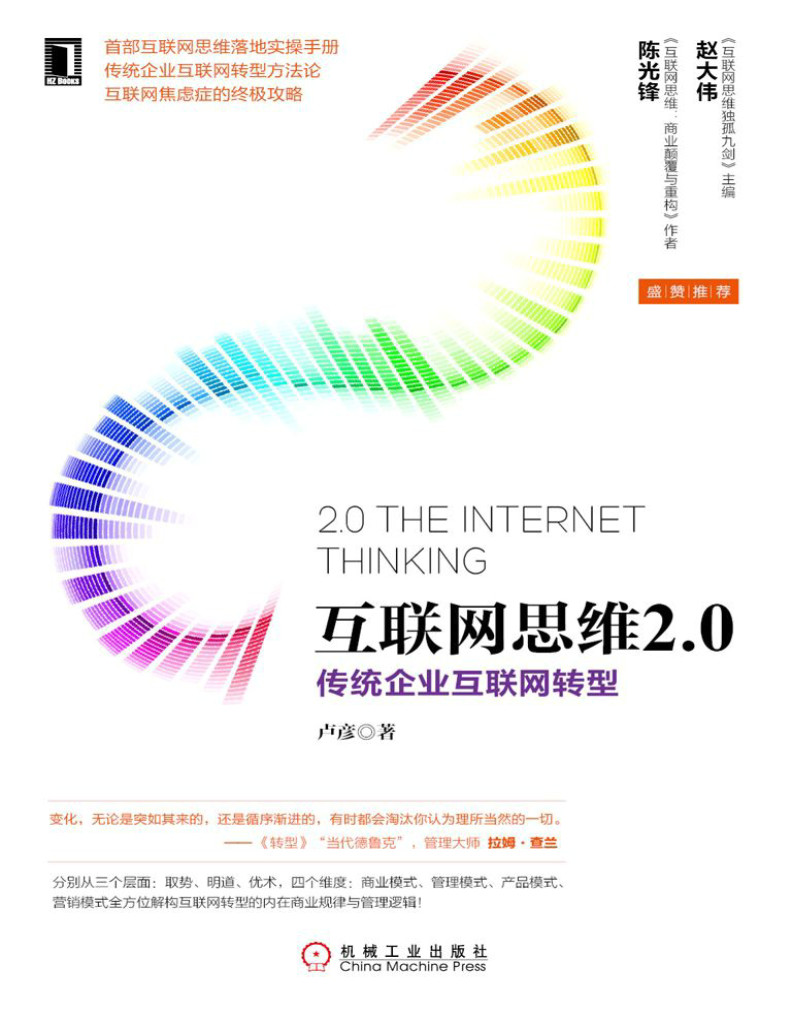 HZ Books
首部互联网思维落地实操手册
传统企业互联网转型方法论
互联网焦虑症的终极攻略
《互联网思维独孤九剑》主编
赵大伟
《互联网思维:商业颠覆与重构》作者
陈光锋
盛|赞|推|荐
2.0 THE INTERNET
THINKING
互联网思维2.0
传统企业互联网转型
卢彦◎著
变化,无论是突如其来的,还是循序渐进的,有时都会淘汰你认为理所当然的一切。
——《转型》“当代德鲁克”,管理大师 拉姆·查兰
分别从三个层面:取势、明道、优术,四个维度:商业模式、管理模式、产品模式、
营销模式全方位解构互联网转型的内在商业规律与管理逻辑!
机械工业出版社
China Machine Press